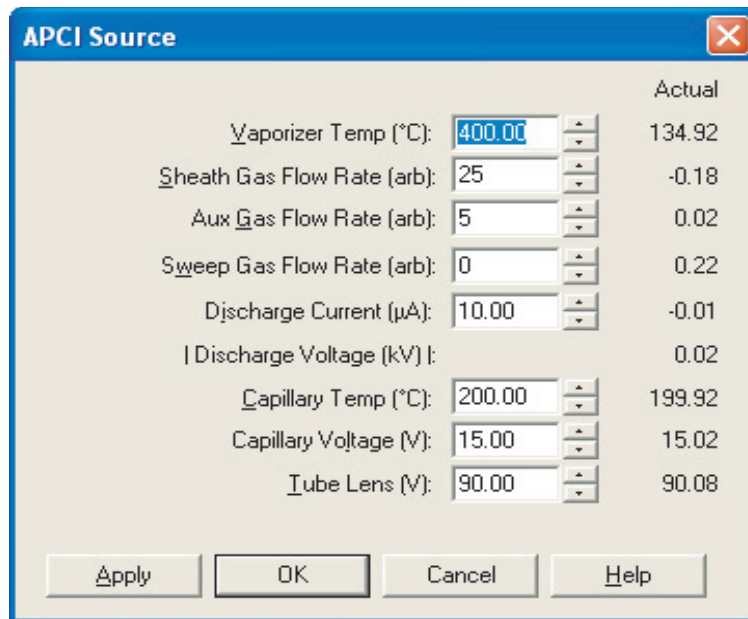 APCI Source
Actual
Vaporizer Temp (°C): 400.00 134.92
Sheath Gas Flow Rate (arb): 25 -0.18
Aux Gas Flow Rate (arb): 5 0.02
Sweep Gas Flow Rate (arb): 0 0.22
Discharge Current (µA): 10.00 -0.01
| Discharge Voltage (kV) |: 0.02
Capillary Temp (°C): 200.00 199.92
Capillary Voltage (V): 15.00 15.02
Tube Lens (V): 90.00 90.08
Apply OK Cancel Help